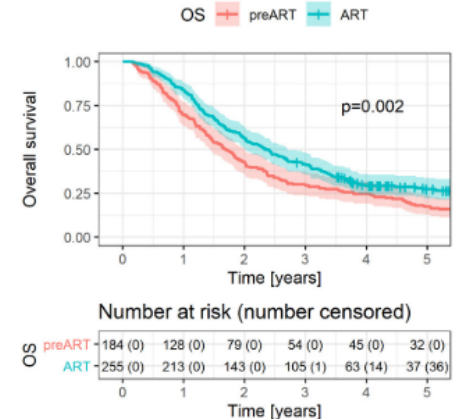 OS preART ART
1.00
0.75
0.50
0.25
0.00
Overall survival
p=0.002
0 1 2 3 4 5
Time [years]
Number at risk (number censored)
OS
preART 184 (0) 128 (0) 79 (0) 54 (0) 45 (0) 32 (0)
ART 255 (0) 213 (0) 143 (0) 105 (1) 63 (14) 37 (36)
0 1 2 3 4 5
Time [years]